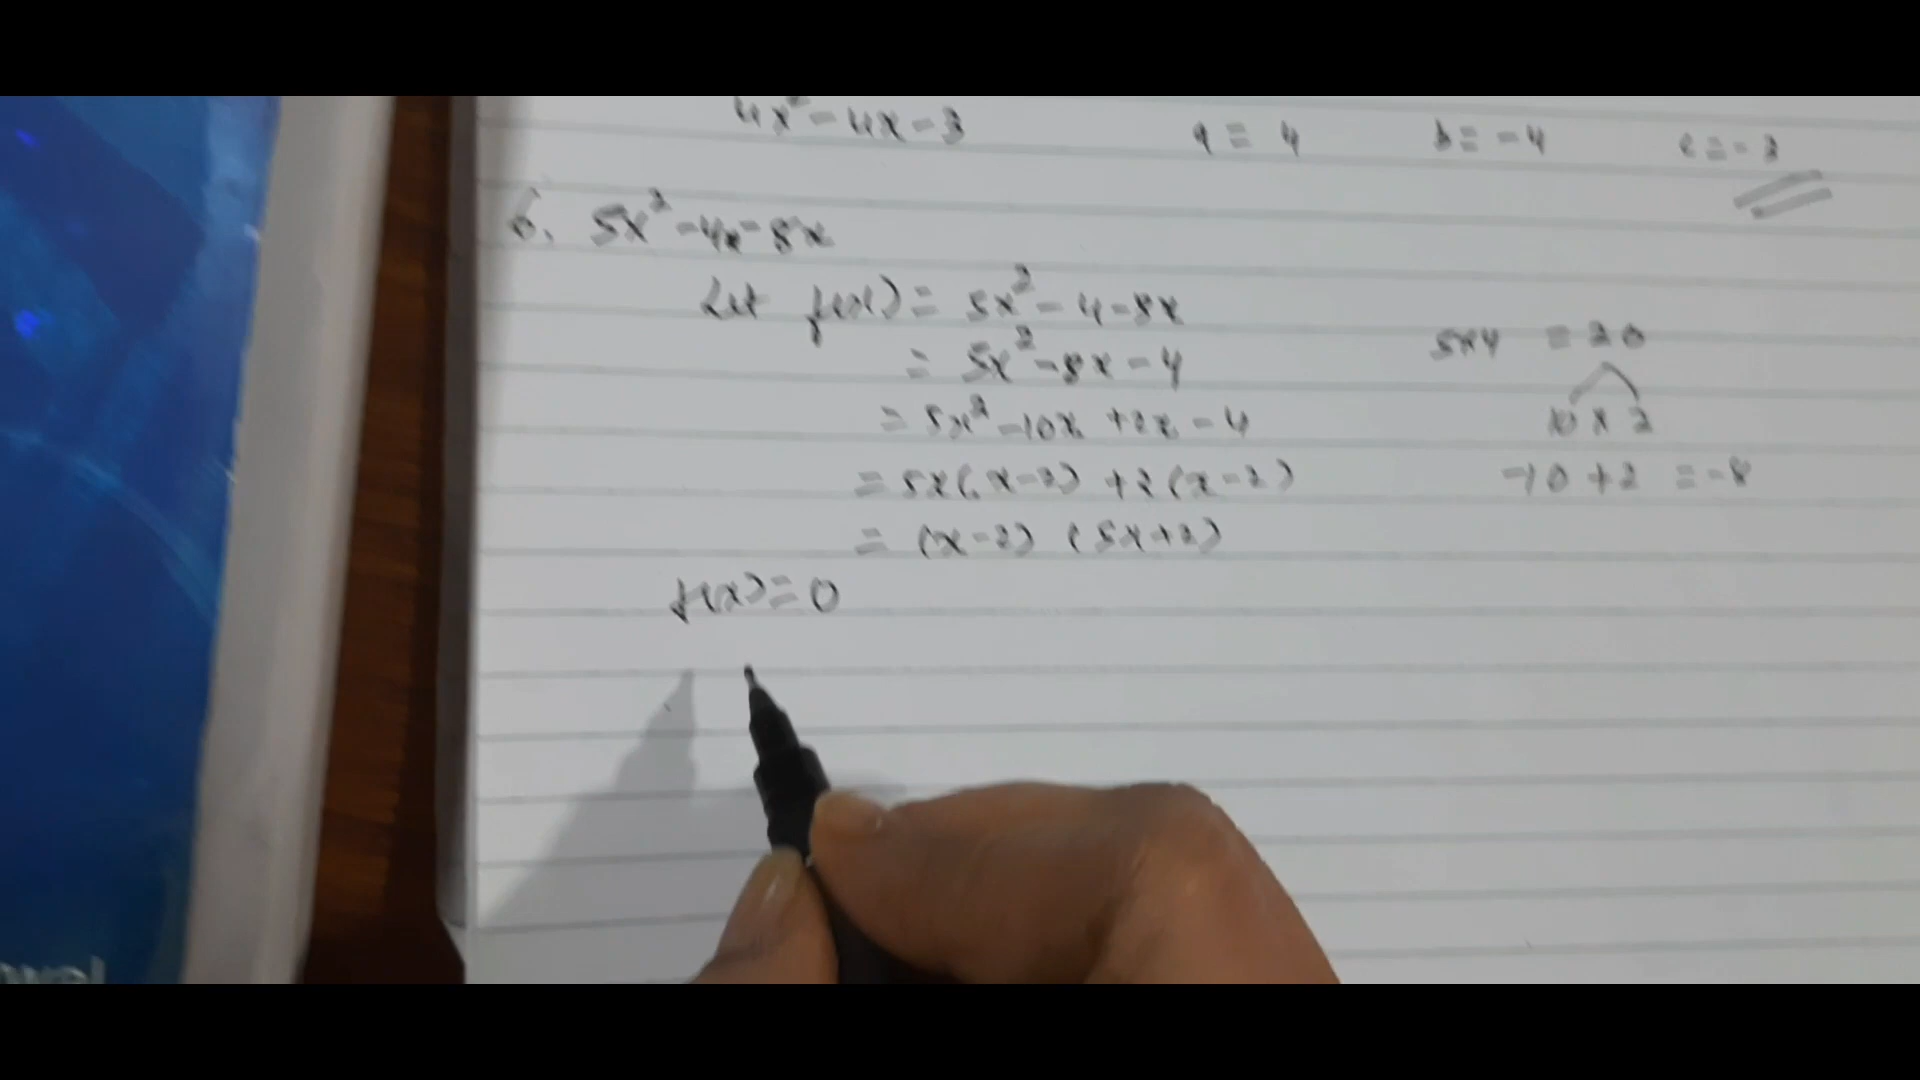 4x² - 4x - 3 a = 4 b = -4 c = -3
6. 5x² - 4x - 8x
Let f(x) = 5x² - 4 - 8x
= 5x² - 8x - 4 5x4 = 20
= 5x² - 10x + 2x - 4 10 x 2
= 5x(x-2) + 2(x-2) -10 + 2 = -8
= (x-2) (5x+2)
f(x) = 0